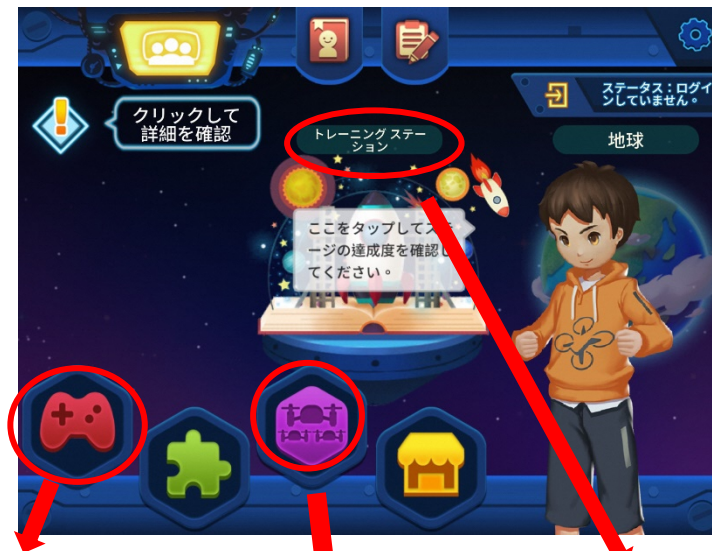 ステータス：ログイ
ンしていません。
クリックして
詳細を確認
トレーニング ステー
ション
地球
ここをタップしてステ
ージの達成度を確認し
てください。